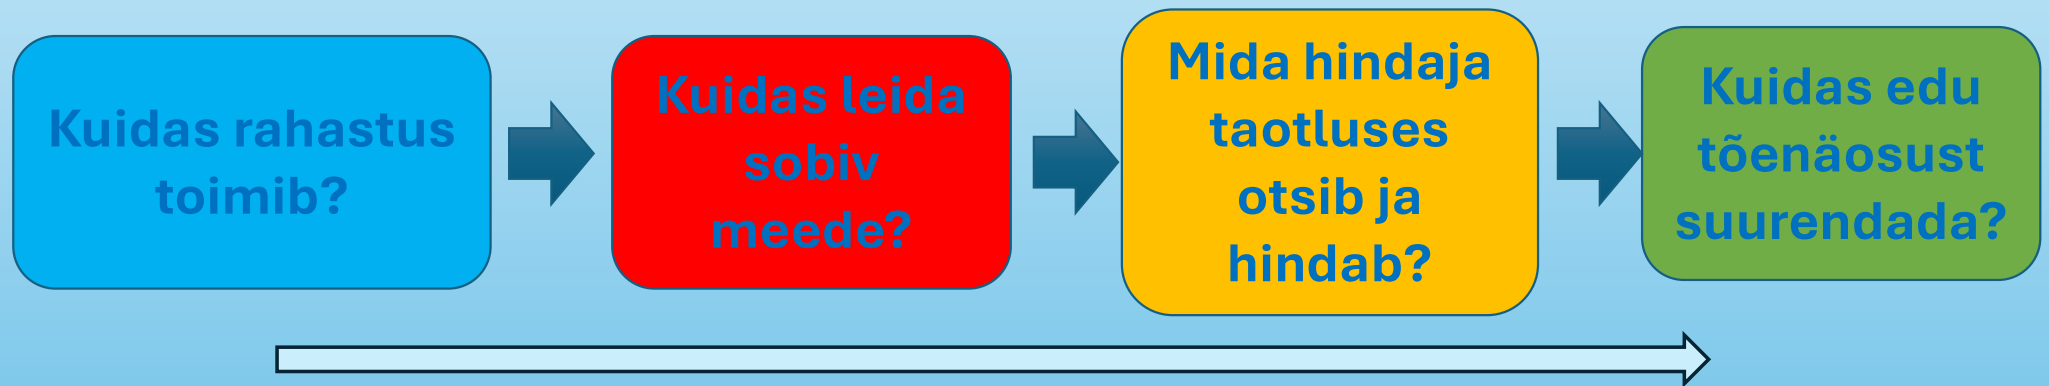 Kuidas rahastus
toimib?
Kuidas leida
sobiv
meede?
Mida hindaja
taotluses
otsib ja
hindab?
Kuidas edu
tõenäosust
suurendada?